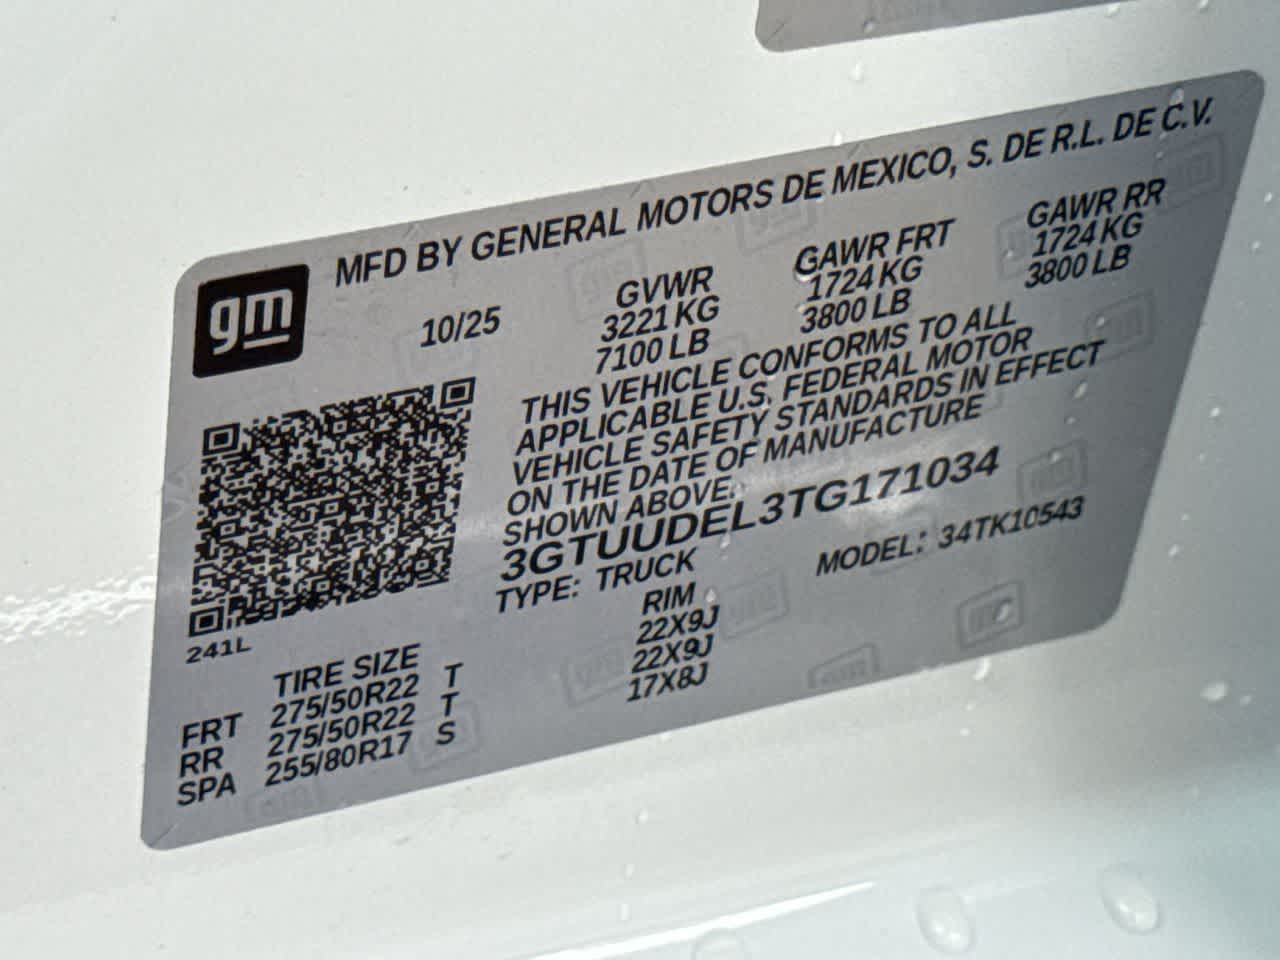 MFD BY GENERAL MOTORS DE MEXICO, S. DE R.L. DE C.V.
gm
10/25
GVWR GAWR FRT GAWR RR
3221 KG 1724 KG 1724 KG
7100 LB 3800 LB 3800 LB
THIS VEHICLE CONFORMS TO ALL
APPLICABLE U.S. FEDERAL MOTOR
VEHICLE SAFETY STANDARDS IN EFFECT
ON THE DATE OF MANUFACTURE
SHOWN ABOVE.
3GTUUDEL3TG171034
TYPE: TRUCK MODEL: 34TK10543
241L
TIRE SIZE RIM
FRT 275/50R22 T 22X9J
RR 275/50R22 T 22X9J
SPA 255/80R17 S 17X8J